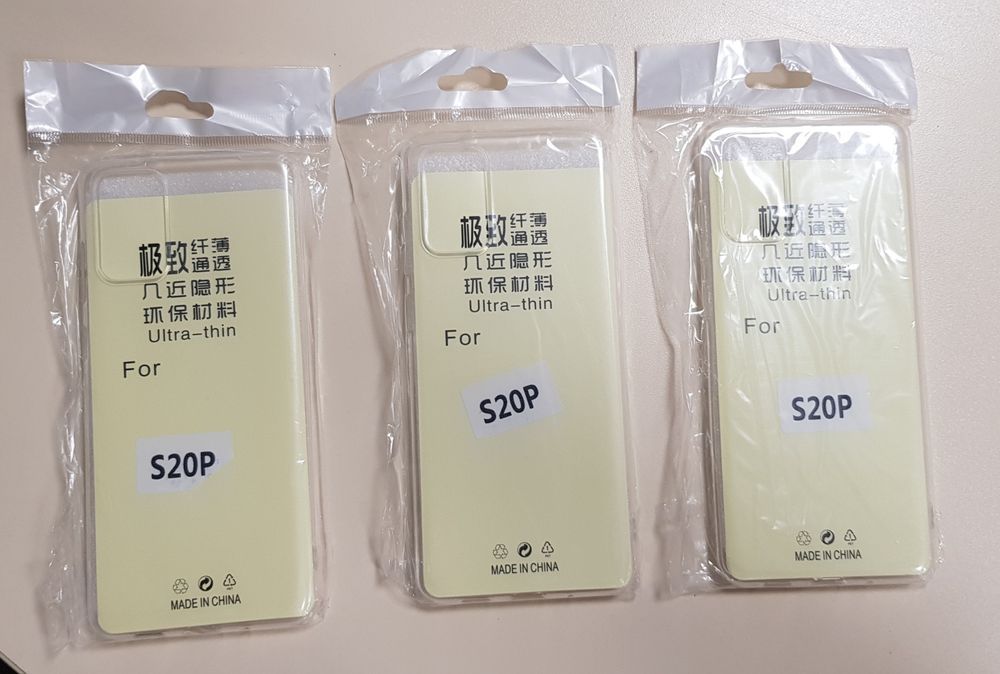 极致纤薄
通透
几近隐形
环保材料
Ultra-thin
For
S20P
MADE IN CHINA
极致纤薄
通透
几近隐形
环保材料
Ultra-thin
For
S20P
MADE IN CHINA
极致纤薄
通透
几近隐形
环保材料
Ultra-thin
For
S20P
MADE IN CHINA